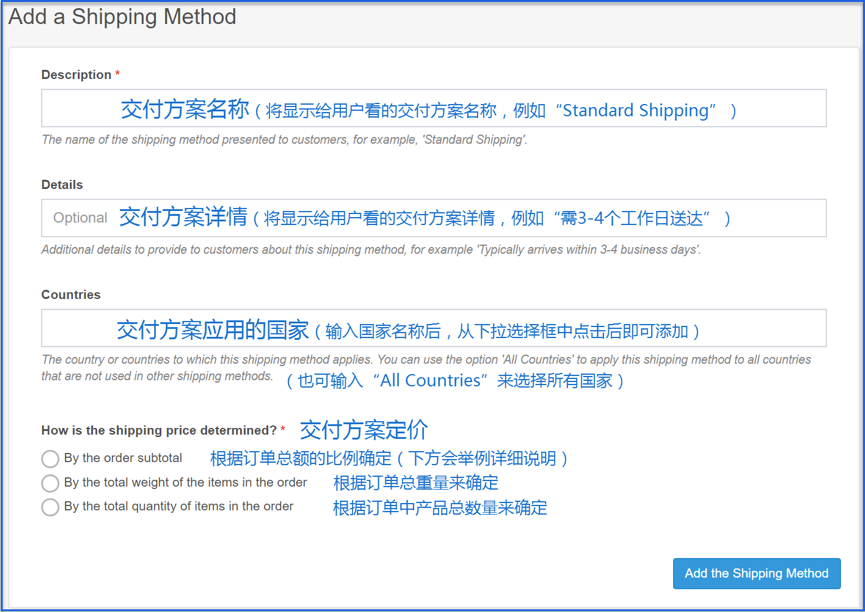 Add a Shipping Method
Description *
交付方案名称（将显示给用户看的交付方案名称，例如“Standard Shipping”）
The name of the shipping method presented to customers, for example, 'Standard Shipping'.
Details
Optional 交付方案详情（将显示给用户看的交付方案详情，例如“需3-4个工作日送达”）
Additional details to provide to customers about this shipping method, for example 'Typically arrives within 3-4 business days'.
Countries
交付方案应用的国家（输入国家名称后，从下拉选择框中点击后即可添加）
The country or countries to which this shipping method applies. You can use the option 'All Countries' to apply this shipping method to all countries
that are not used in other shipping methods. （也可输入“All Countries”来选择所有国家）
How is the shipping price determined? * 交付方案定价
By the order subtotal 根据订单总额的比例确定（下方会举例详细说明）
By the total weight of the items in the order 根据订单总重量来确定
By the total quantity of items in the order 根据订单中产品总数量来确定
Add the Shipping Method